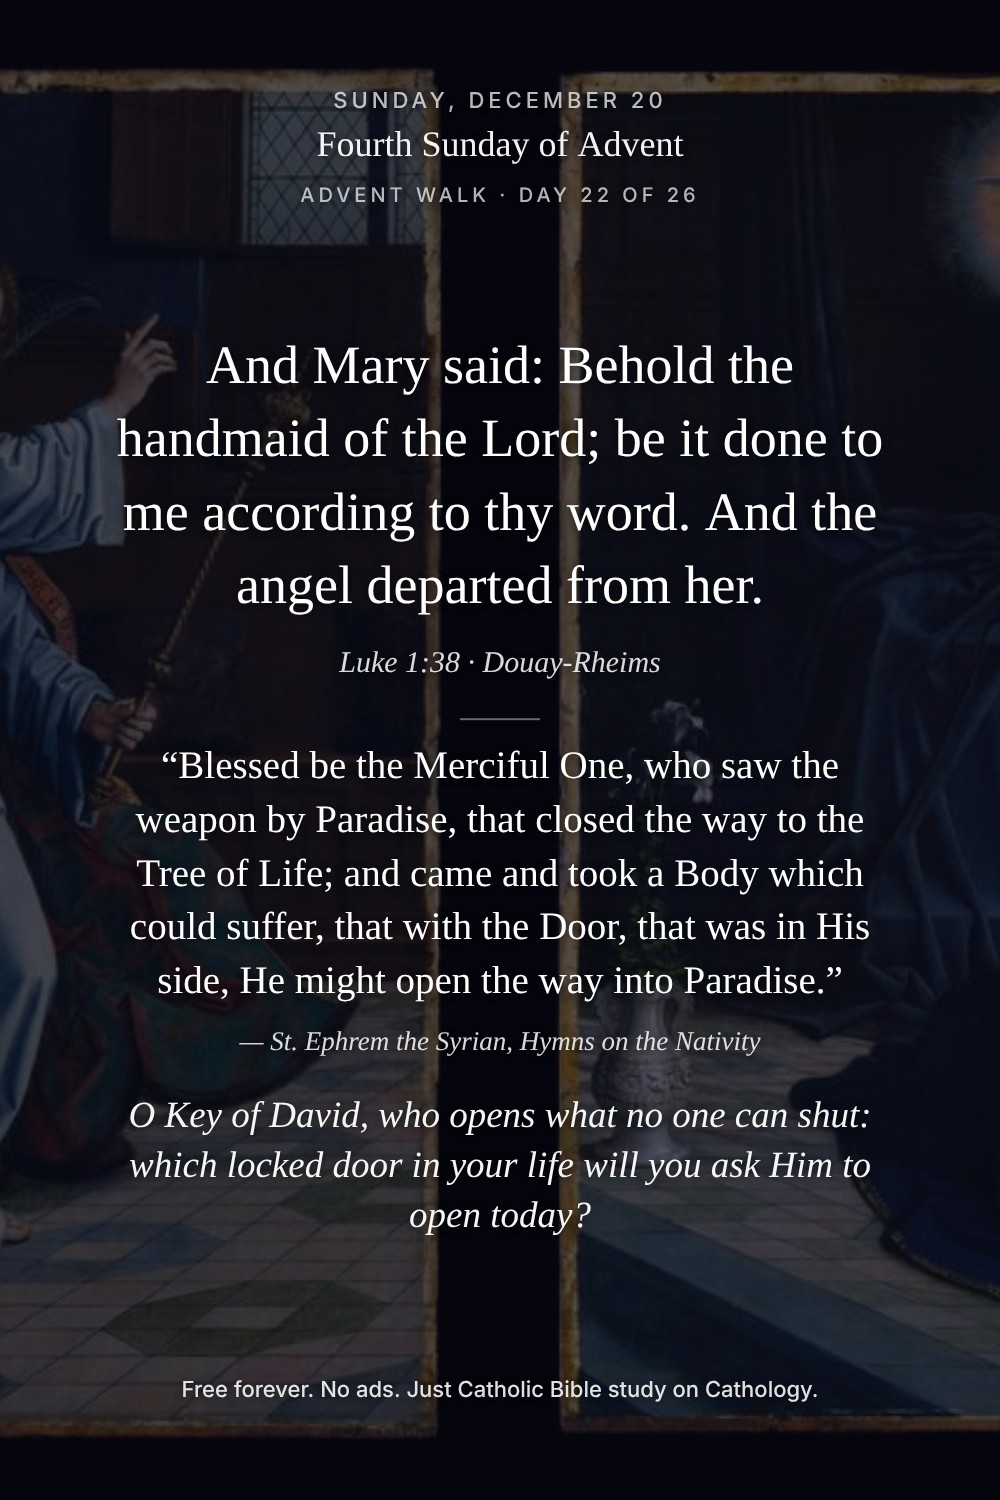 SUNDAY, DECEMBER 20
Fourth Sunday of Advent
ADVENT WALK · DAY 22 OF 26
And Mary said: Behold the
handmaid of the Lord; be it done to
me according to thy word. And the
angel departed from her.
Luke 1:38 · Douay-Rheims
“Blessed be the Merciful One, who saw the
weapon by Paradise, that closed the way to the
Tree of Life; and came and took a Body which
could suffer, that with the Door, that was in His
side, He might open the way into Paradise.”
— St. Ephrem the Syrian, Hymns on the Nativity
O Key of David, who opens what no one can shut:
which locked door in your life will you ask Him to
open today?
Free forever. No ads. Just Catholic Bible study on Cathology.